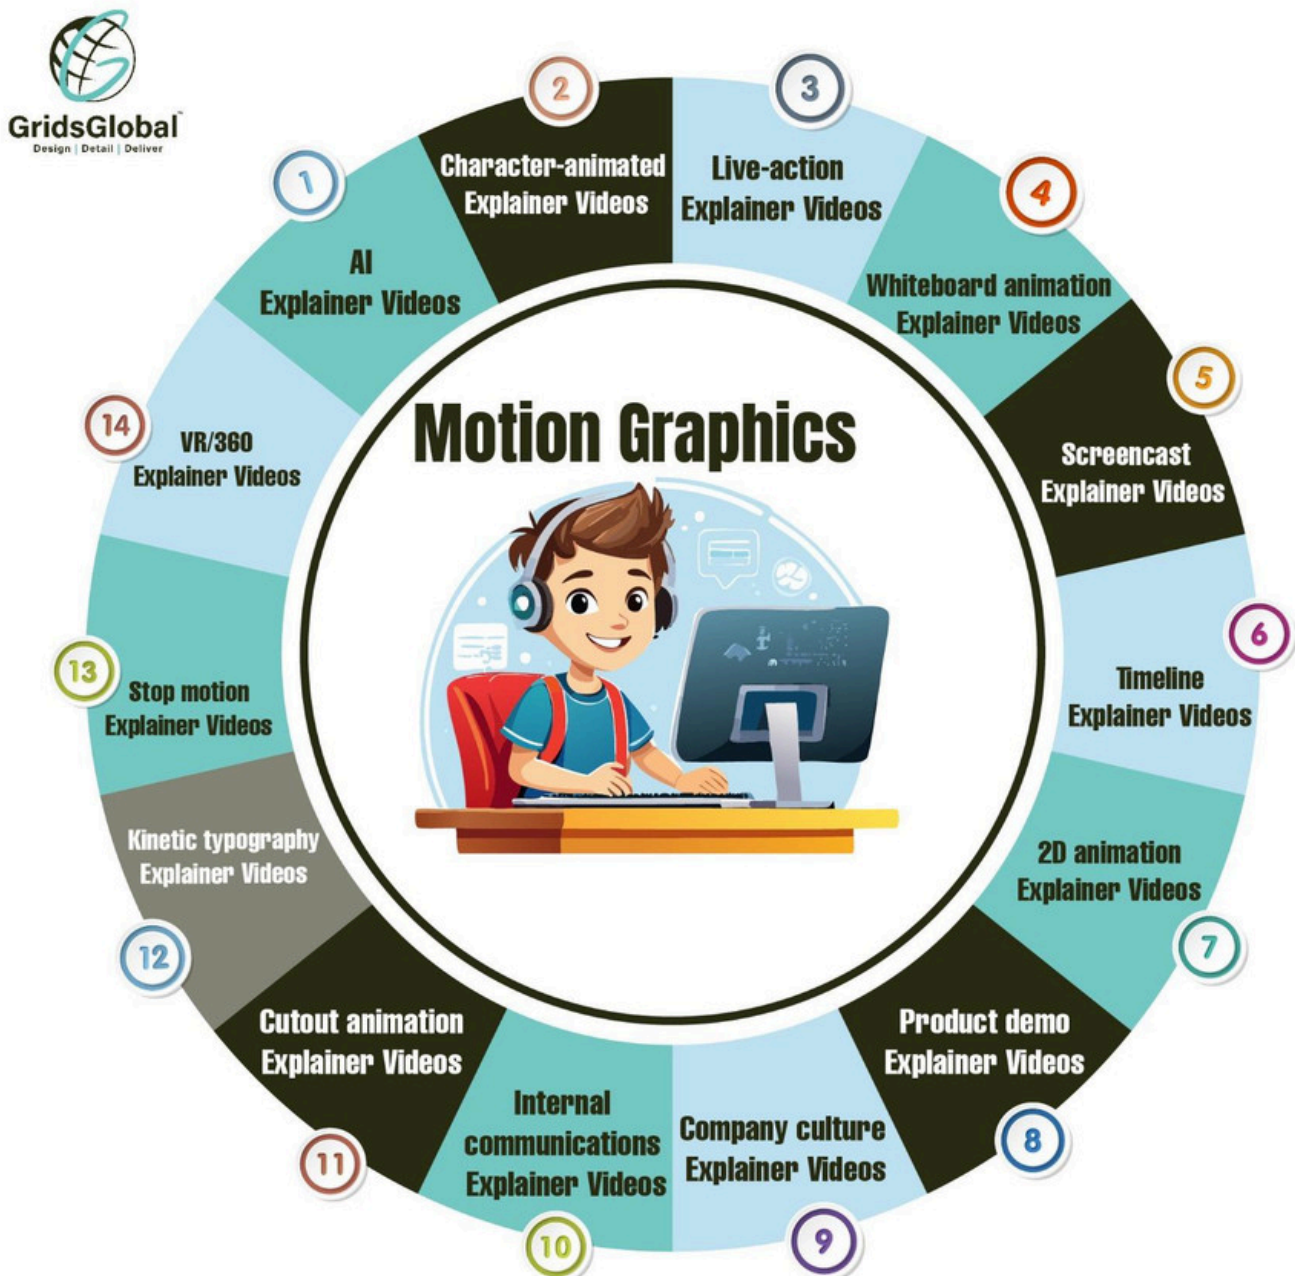 GridsGlobal™
Design | Detail | Deliver
1
AI
Explainer Videos
2
Character-animated
Explainer Videos
3
Live-action
Explainer Videos
4
Whiteboard animation
Explainer Videos
5
Screencast
Explainer Videos
6
Timeline
Explainer Videos
7
2D animation
Explainer Videos
8
Product demo
Explainer Videos
9
Company culture
Explainer Videos
10
Internal
communications
Explainer Videos
11
Cutout animation
Explainer Videos
12
Kinetic typography
Explainer Videos
13
Stop motion
Explainer Videos
14
VR/360
Explainer Videos
Motion Graphics